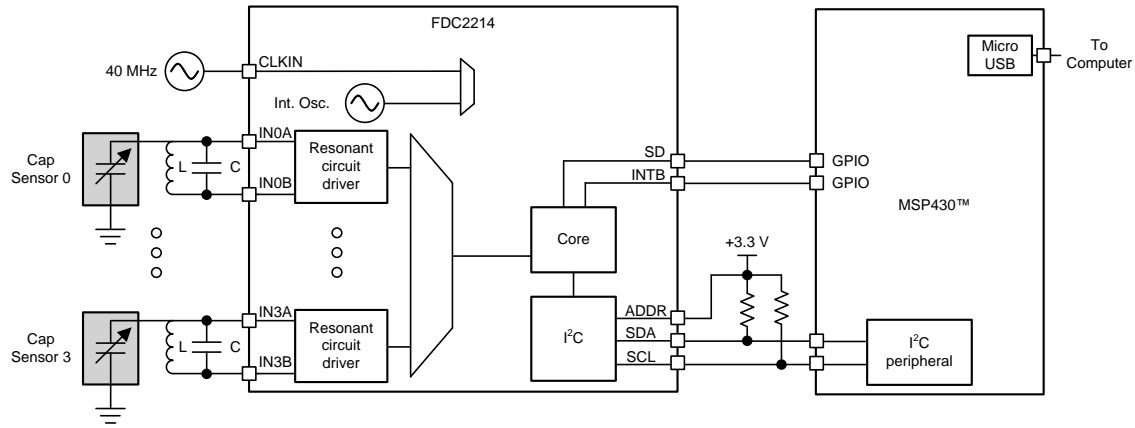 FDC2214
Micro
USB
To
Computer
40 MHz
CLKIN
Int. Osc.
Cap
Sensor 0
L
C
IN0A
IN0B
Resonant
circuit
driver
SD
INTB
GPIO
GPIO
MSP430™
Core
+3.3 V
Cap
Sensor 3
L
C
IN3A
IN3B
Resonant
circuit
driver
I²C
ADDR
SDA
SCL
I²C
peripheral